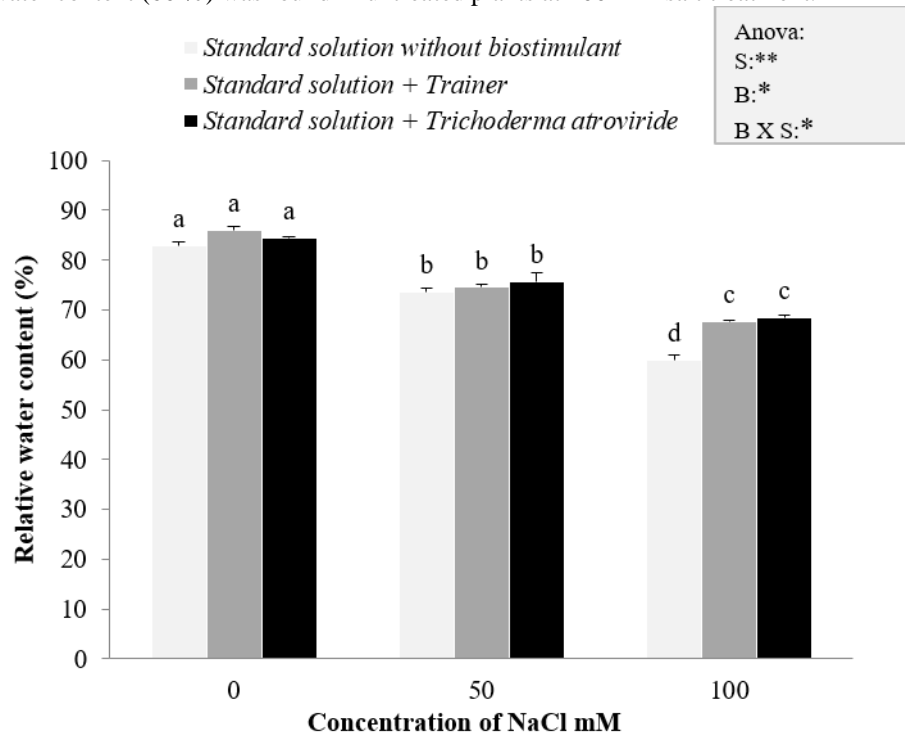 Standard solution without biostimulant
Standard solution + Trainer
Standard solution + Trichoderma atroviride
Anova:
S:**
B:*
B X S:*
Relative water content (%)
100
90
80
70
60
50
40
30
20
10
0
a a a
b b b
d c c
0 50 100
Concentration of NaCl mM